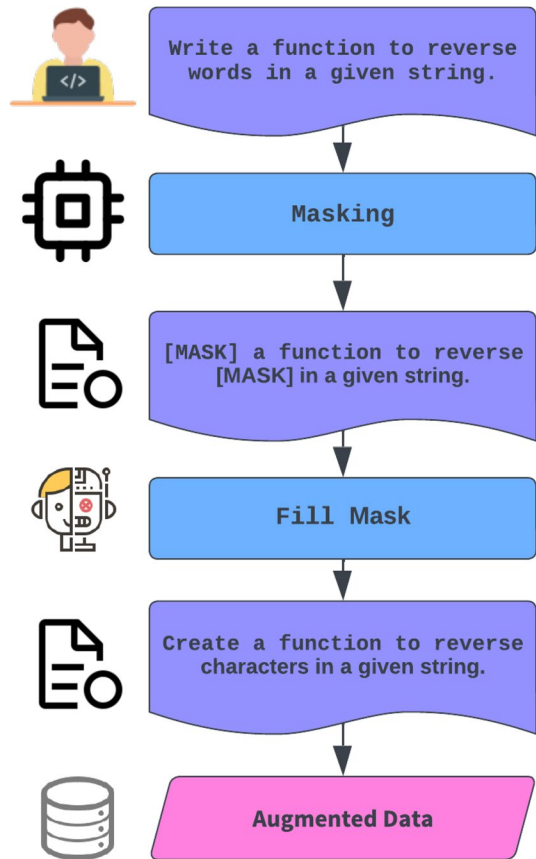 </>
Write a function to reverse
words in a given string.
Masking
[MASK] a function to reverse
[MASK] in a given string.
Fill Mask
Create a function to reverse
characters in a given string.
Augmented Data